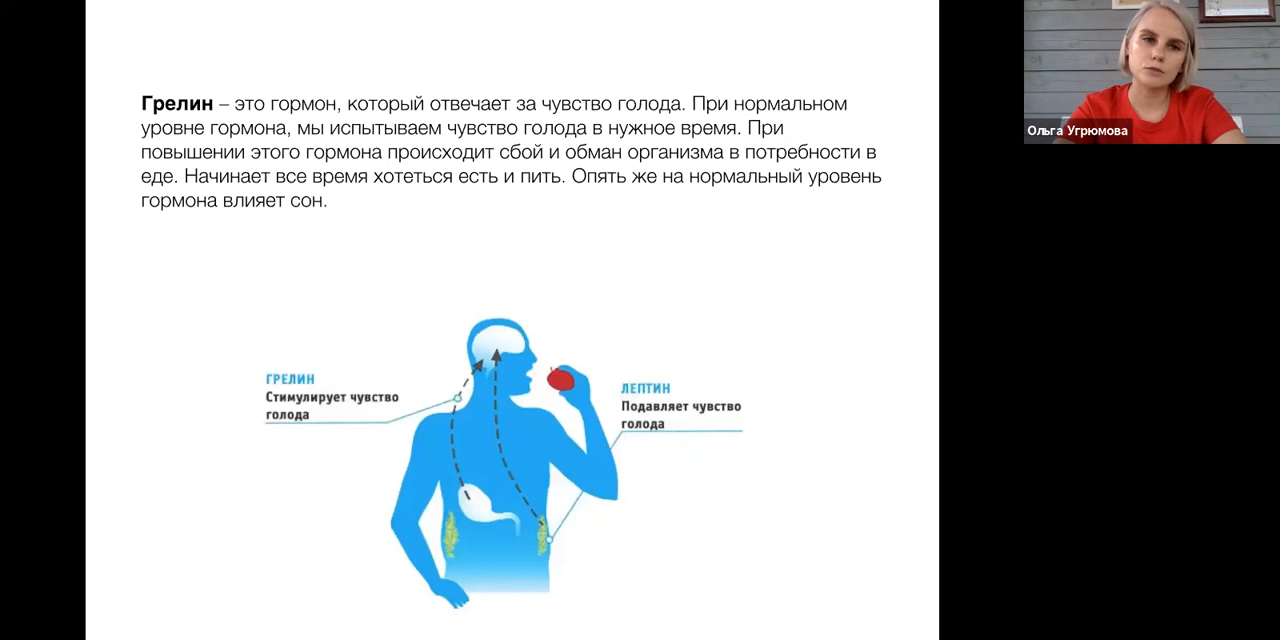 Грелин – это гормон, который отвечает за чувство голода. При нормальном
уровне гормона, мы испытываем чувство голода в нужное время. При
повышении этого гормона происходит сбой и обман организма в потребности в
еде. Начинает все время хотеться есть и пить. Опять же на нормальный уровень
гормона влияет сон.
Ольга Угрюмова
ГРЕЛИН
Стимулирует чувство
голода
ЛЕПТИН
Подавляет чувство
голода